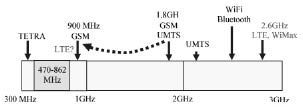 WiFi
Bluetooth
1.8GH
GSM
UMTS
900 MHz
GSM
2.6GHz
LTE, WiMax
TETRA
LTE?
UMTS
470-862
MHz
300 MHz
1GHz
2GHz
3GHz